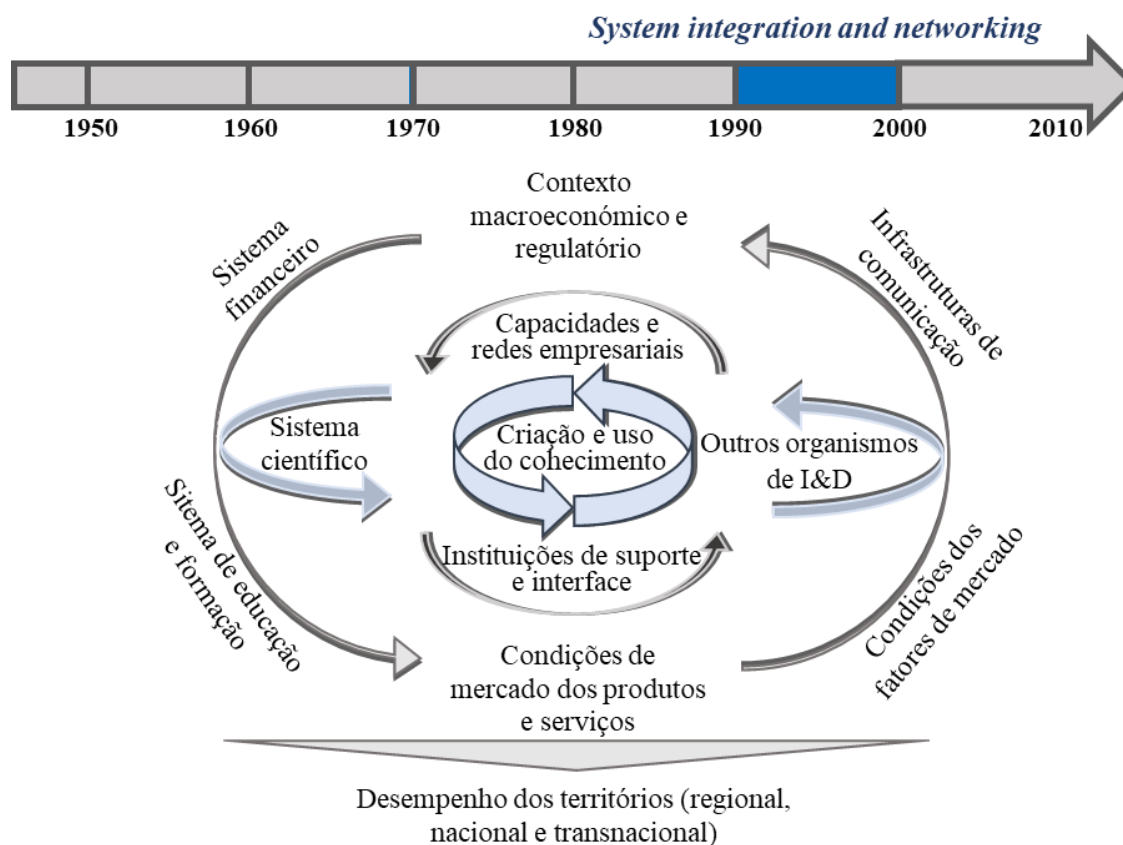 System integration and networking
1950
1960
1970
1980
1990
2000
2010
Contexto
macroeconómico e
regulatório
Sistema
financeiro
Infraestruturas de
comunicação
Capacidades e
redes empresariais
Sistema
científico
Criação e uso
do cohecimento
Outros organismos
de I&D
Instituições de suporte
e interface
Sitema de educação
e formação
Condições dos
fatores de mercado
Condições de
mercado dos produtos
e serviços
Desempenho dos territórios (regional,
nacional e transnacional)